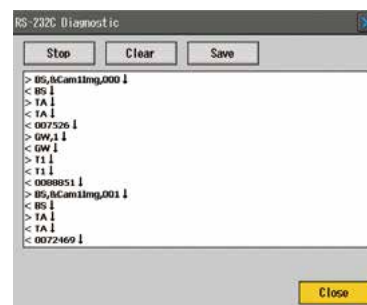 RS-232C Diagnostic
Stop Clear Save
> BS,&Cam1Img,000↓
< BS↓
> TA↓
< TA↓
< 007526↓
> GW,1↓
< GW↓
> T1↓
< T1↓
< 0088851↓
> BS,&Cam1Img,001↓
< BS↓
> TA↓
< TA↓
< 0072469↓
Close